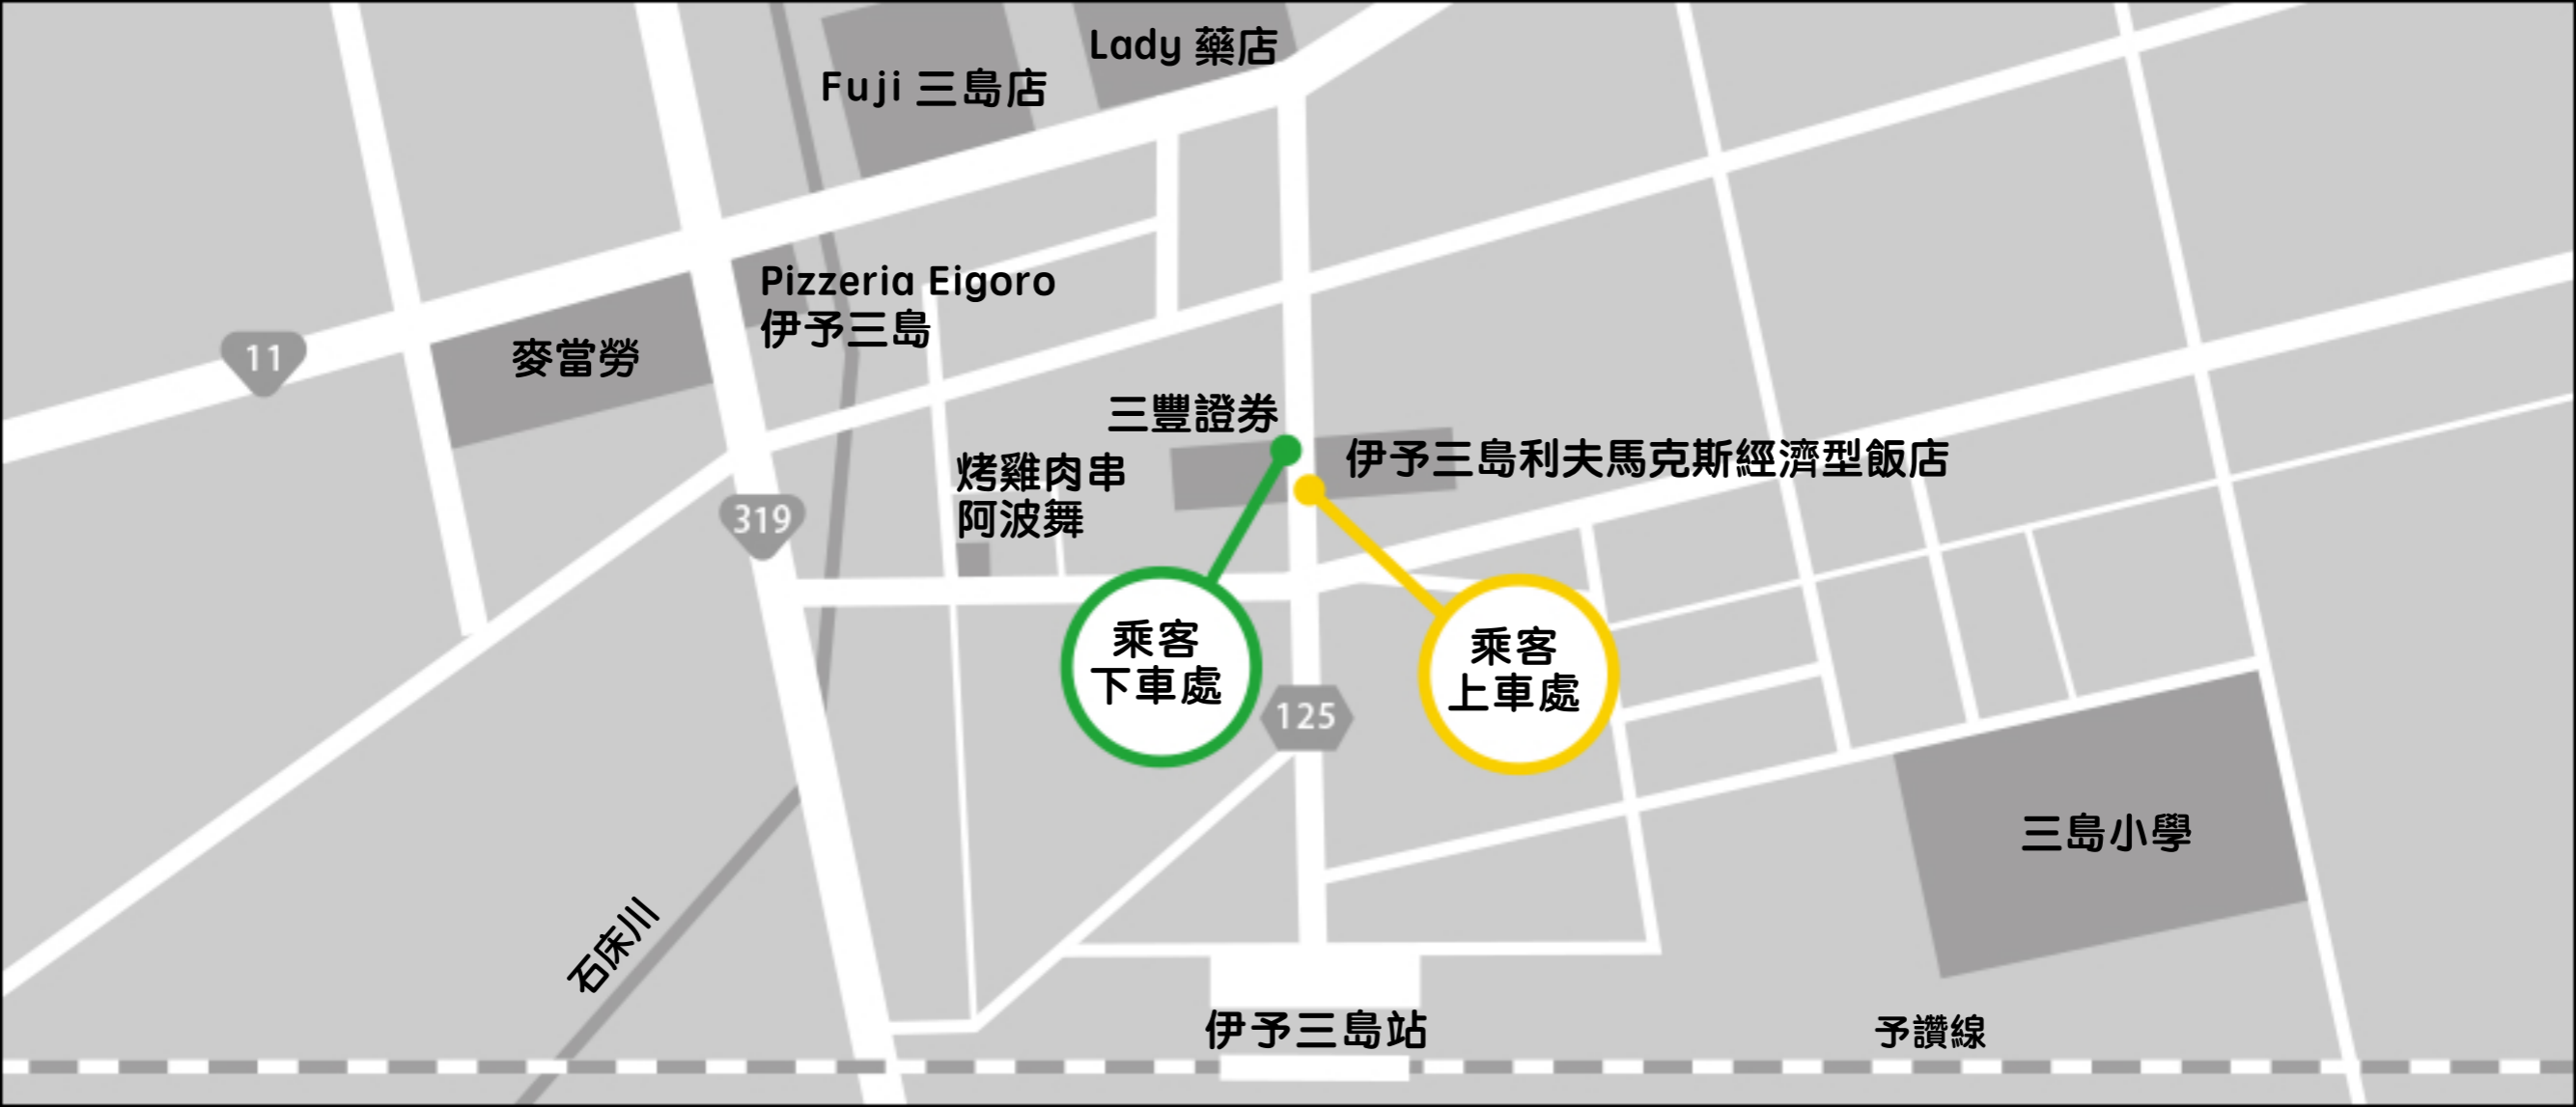 Lady 藥店
Fuji 三島店
Pizzeria Eigoro
伊予三島
11
麥當勞
三豐證券
伊予三島利夫馬克斯經濟型飯店
烤雞肉串
阿波舞
319
乘客
下車處
乘客
上車處
125
三島小學
石床川
伊予三島站
予讚線